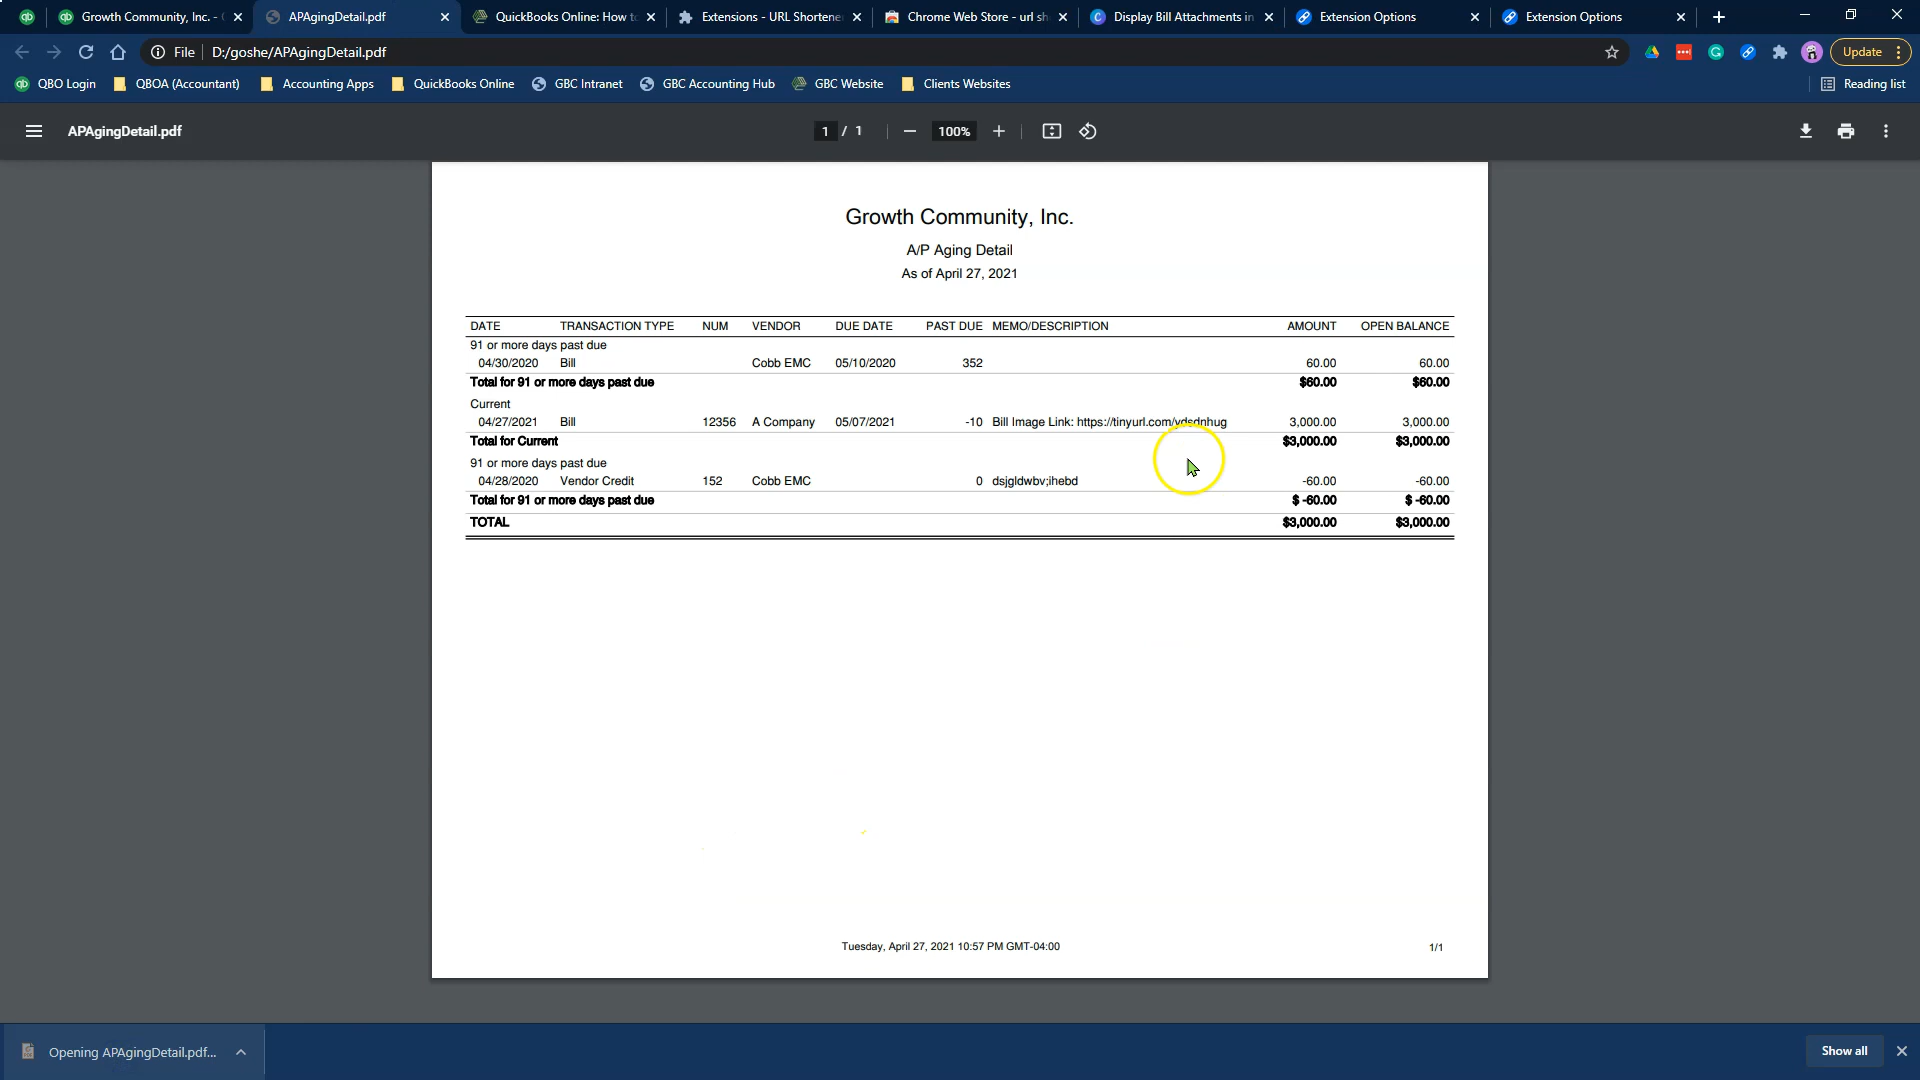 Growth Community, Inc. - APAgingDetail.pdf QuickBooks Online: How to Extensions - URL Shortene Chrome Web Store - url sh Display Bill Attachments in Extension Options Extension Options
File D:/goshe/APAgingDetail.pdf Update
QBO Login QBOA (Accountant) Accounting Apps QuickBooks Online GBC Intranet GBC Accounting Hub GBC Website Clients Websites Reading list
APAgingDetail.pdf 1 / 1 100%
Growth Community, Inc.
A/P Aging Detail
As of April 27, 2021
DATE TRANSACTION TYPE NUM VENDOR DUE DATE PAST DUE MEMO/DESCRIPTION AMOUNT OPEN BALANCE
91 or more days past due
04/30/2020 Bill Cobb EMC 05/10/2020 352 60.00 60.00
Total for 91 or more days past due $60.00 $60.00
Current
04/27/2021 Bill 12356 A Company 05/07/2021 -10 Bill Image Link: https://tinyurl.com/ydsdnhug 3,000.00 3,000.00
Total for Current $3,000.00 $3,000.00
91 or more days past due
04/28/2020 Vendor Credit 152 Cobb EMC 0 dsjgldwbv;ihebd -60.00 -60.00
Total for 91 or more days past due $ -60.00 $ -60.00
TOTAL $3,000.00 $3,000.00
Tuesday, April 27, 2021 10:57 PM GMT-04:00 1/1
Opening APAgingDetail.pdf... Show all